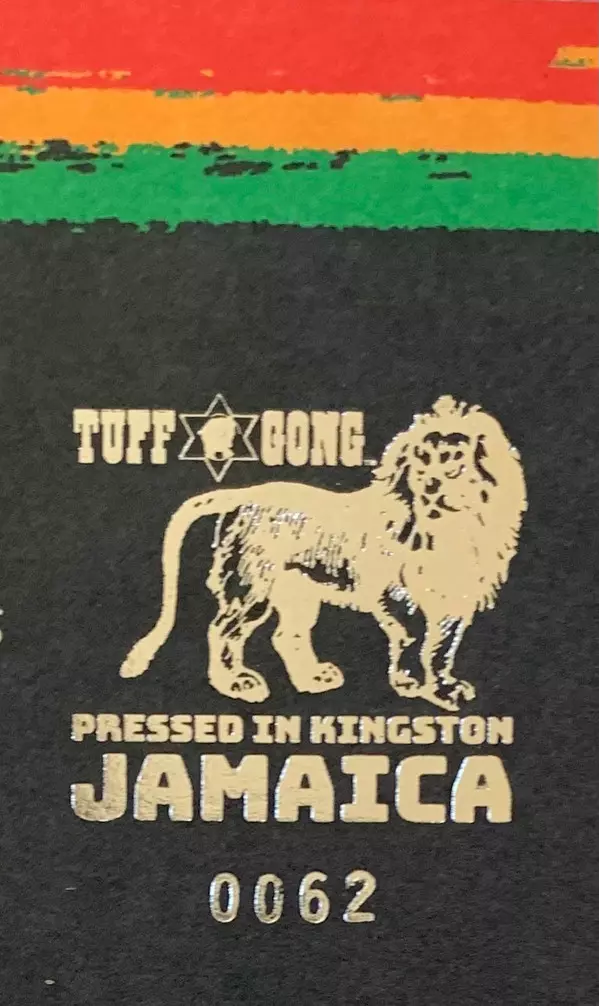 TUFF GONG
PRESSED IN KINGSTON
JAMAICA
0062